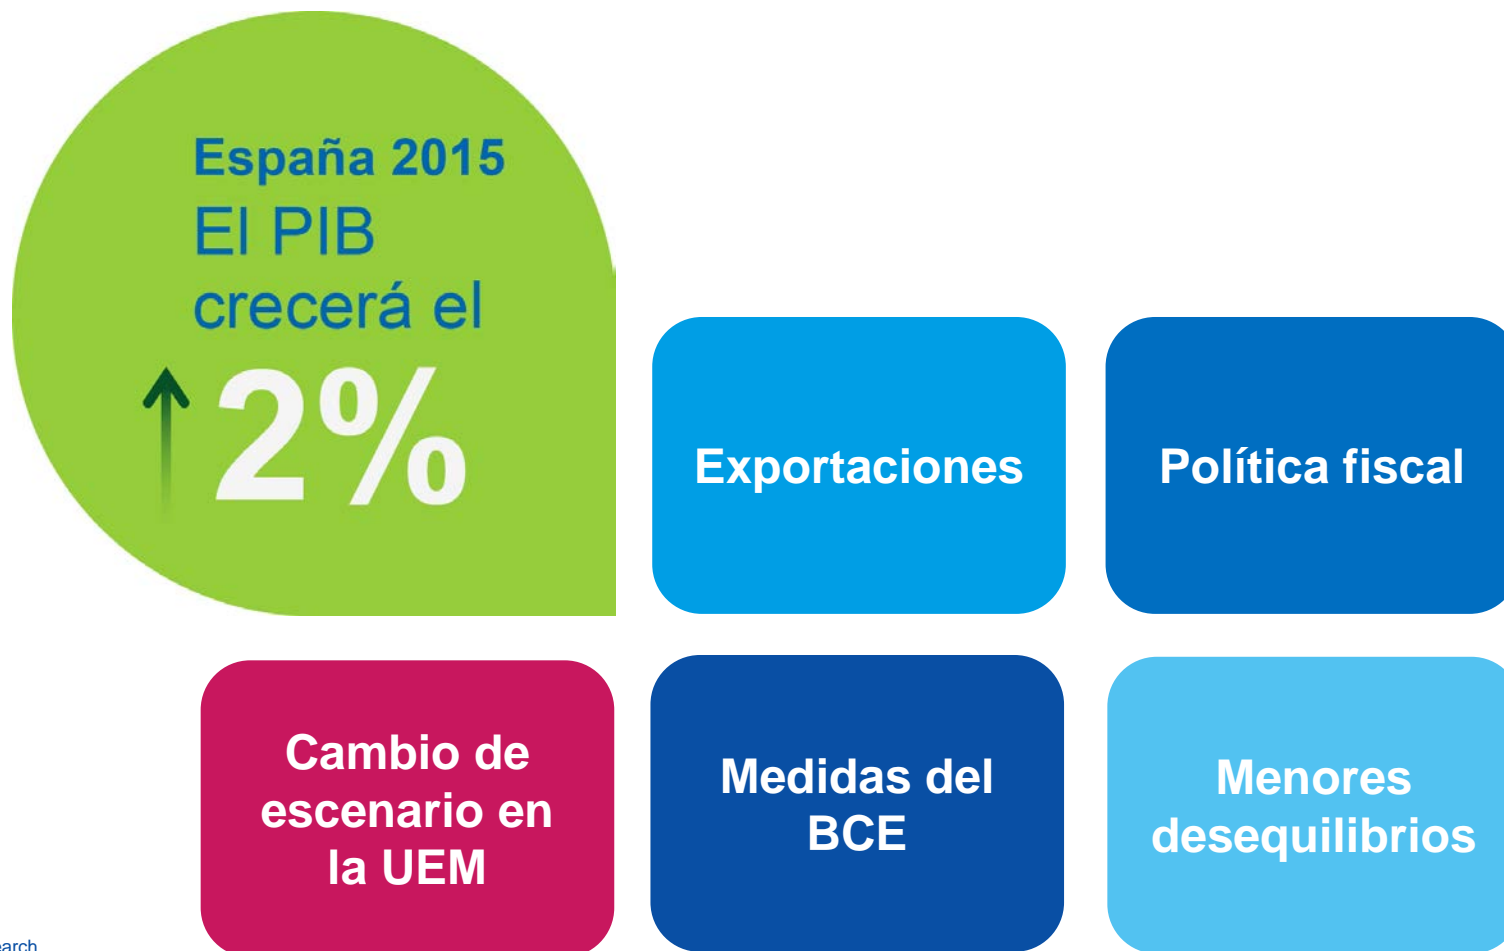 España 2015
El PIB
crecerá el
2%
Exportaciones
Política fiscal
Cambio de
escenario en
la UEM
Medidas del
BCE
Menores
desequilibrios